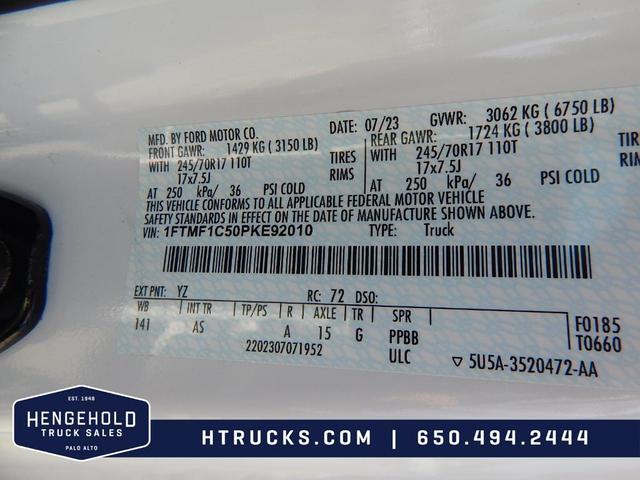 MFD. BY FORD MOTOR CO.
DATE: 07/23 GVWR: 3062 KG ( 6750 LB)
FRONT GAWR: 1429 KG ( 3150 LB)
REAR GAWR: 1724 KG ( 3800 LB)
WITH 245/70R17 110T TIRES
WITH 245/70R17 110T TIRES
17x7.5J RIMS
17x7.5J RIMS
AT 250 kPa/ 36 PSI COLD
AT 250 kPa/ 36 PSI COLD
THIS VEHICLE CONFORMS TO ALL APPLICABLE FEDERAL MOTOR VEHICLE
SAFETY STANDARDS IN EFFECT ON THE DATE OF MANUFACTURE SHOWN ABOVE.
VIN: 1FTMF1C50PKE92010 TYPE: Truck
EXT PNT: YZ RC: 72 DSO:
WB INT TR TP/PS R AXLE TR SPR
141 AS A 15 G PPBB
F0185
T0660
2202307071952 ULC 5U5A-3520472-AA
EST. 1948
HENGEHOLD
TRUCK SALES
PALO ALTO
HTRUCKS.COM | 650.494.2444